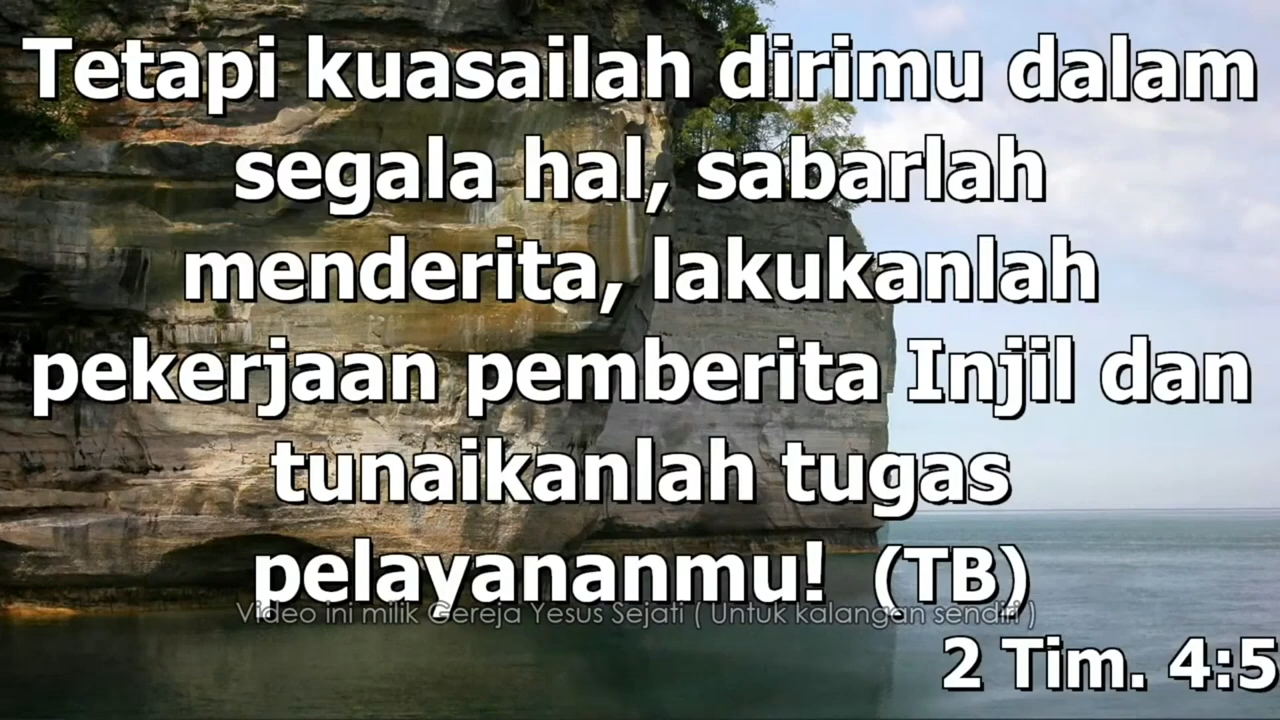 Tetapi kuasailah dirimu dalam
segala hal, sabarlah
menderita, lakukanlah
pekerjaan pemberita Injil dan
tunaikanlah tugas
pelayananmu! (TB)
Video ini milik Gereja Yesus Sejati ( Untuk kalangan sendiri )
2 Tim. 4:5